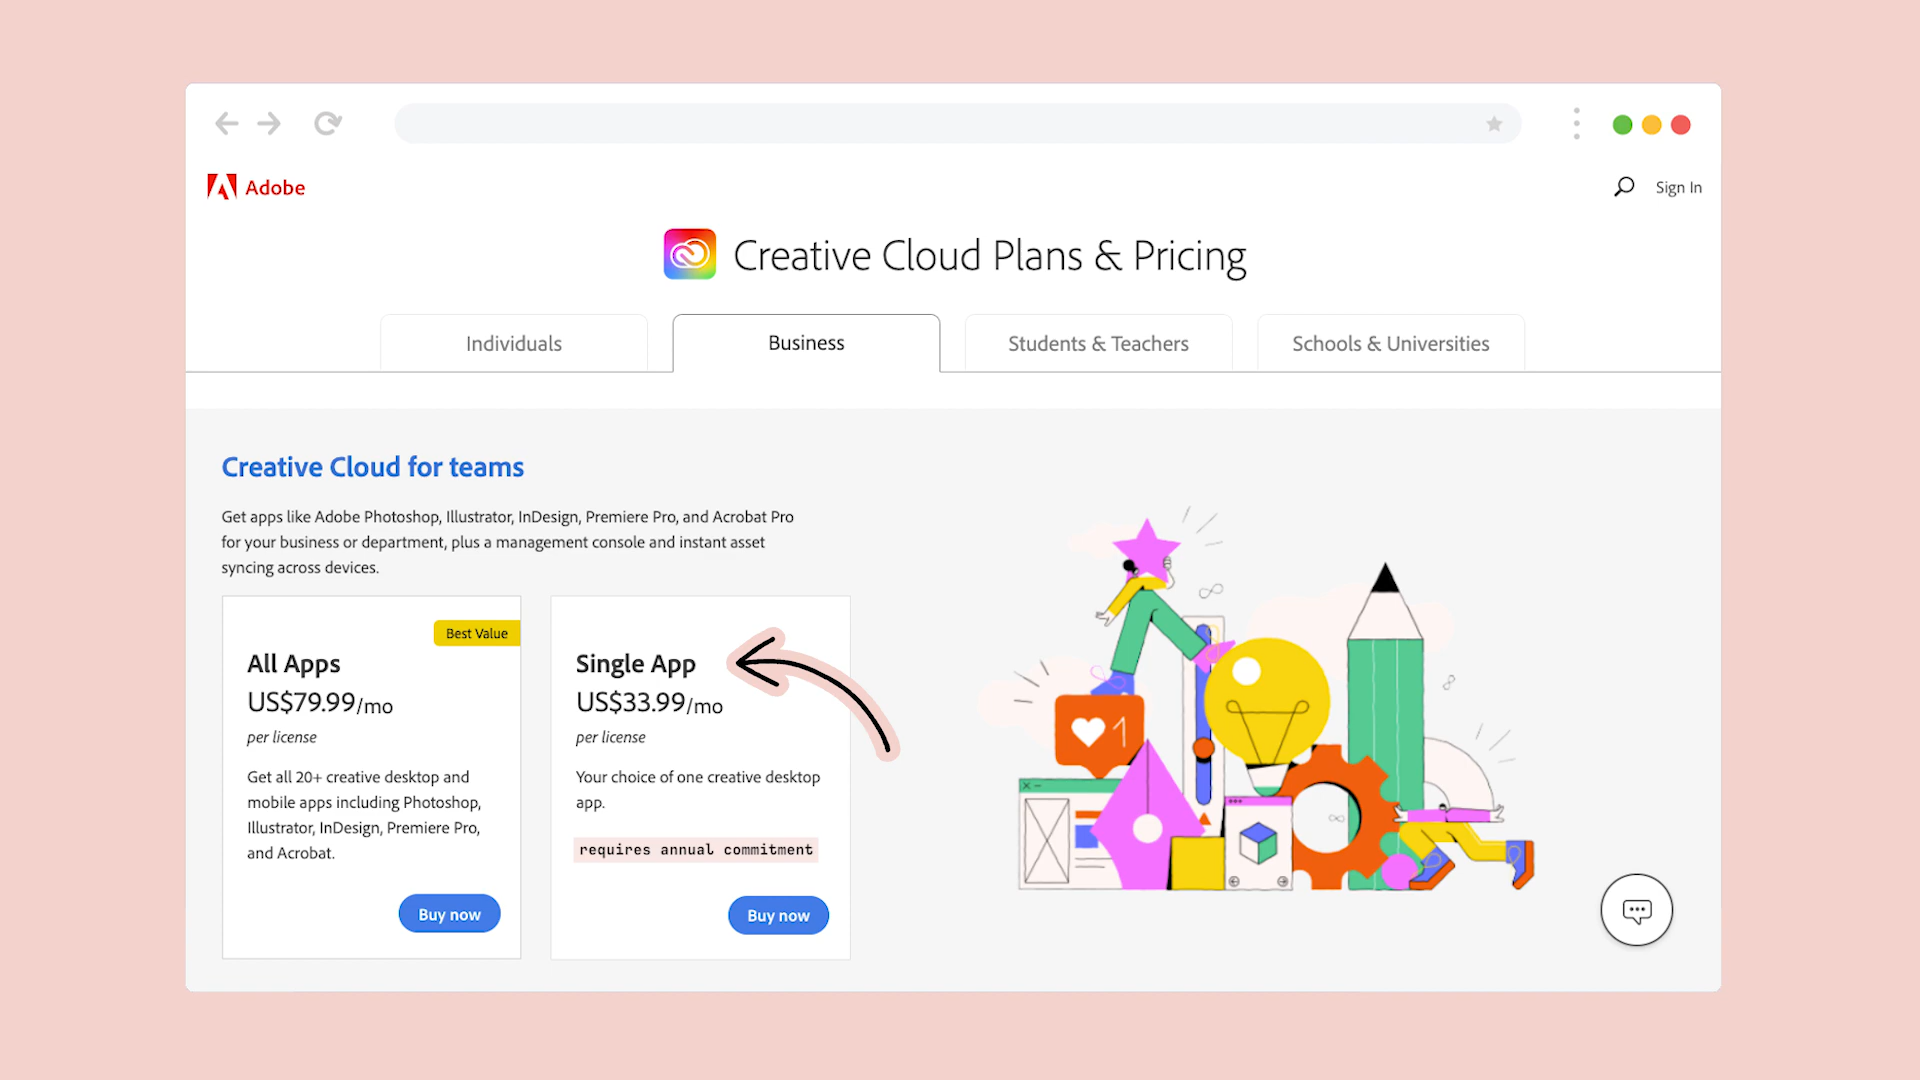 Adobe
Sign In
Creative Cloud Plans & Pricing
Individuals
Business
Students & Teachers
Schools & Universities
Creative Cloud for teams
Get apps like Adobe Photoshop, Illustrator, InDesign, Premiere Pro, and Acrobat Pro
for your business or department, plus a management console and instant asset
syncing across devices.
Best Value
All Apps
US$79.99/mo
per license
Get all 20+ creative desktop and
mobile apps including Photoshop,
Illustrator, InDesign, Premiere Pro,
and Acrobat.
Buy now
Single App
US$33.99/mo
per license
Your choice of one creative desktop
app.
requires annual commitment
Buy now
1